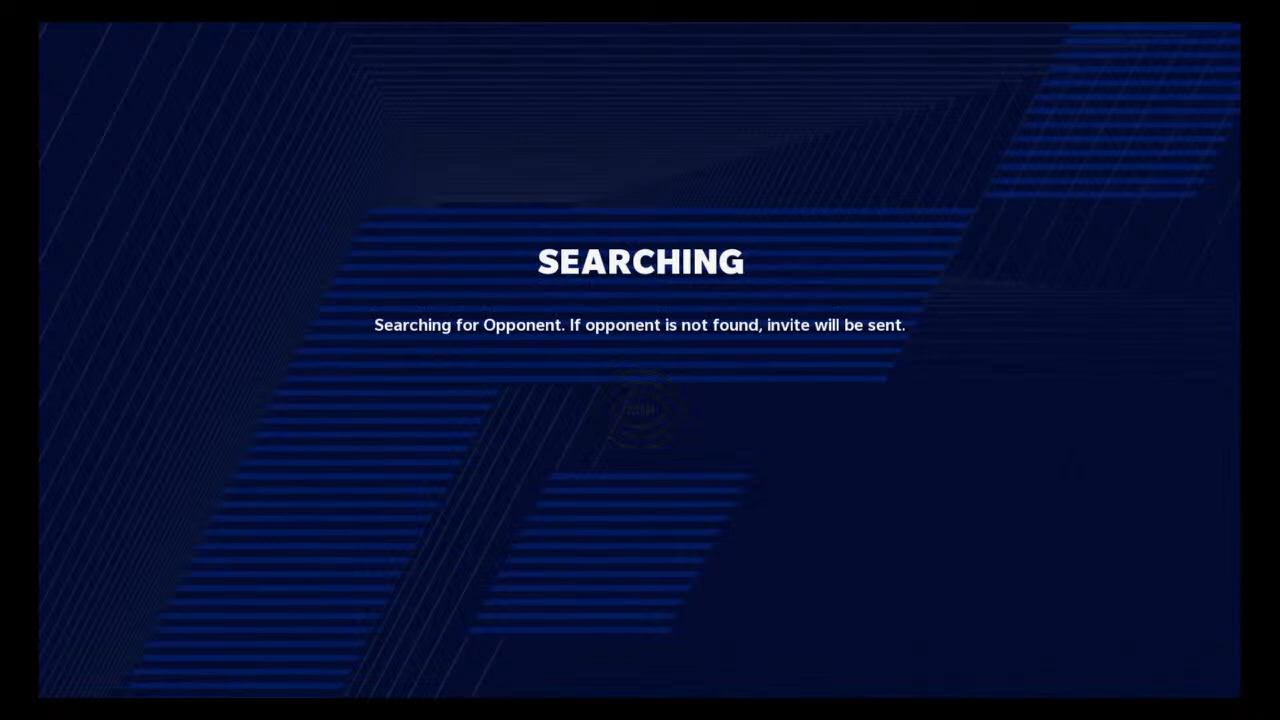 SEARCHING
Searching for Opponent. If opponent is not found, invite will be sent.